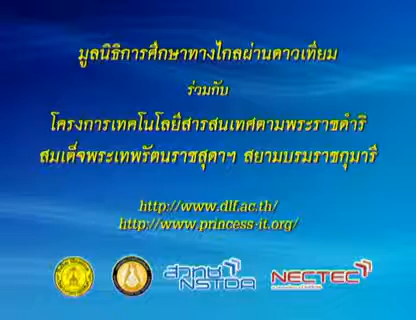 มูลนิธิการศึกษาทางไกลผ่านดาวเทียม
ร่วมกับ
โครงการเทคโนโลยีสารสนเทศตามพระราชดำริ
สมเด็จพระเทพรัตนราชสุดาฯ สยามบรมราชกุมารี
http://www.dlf.ac.th/
http://www.princess-it.org/
สวทช
NSTDA
NECTEC